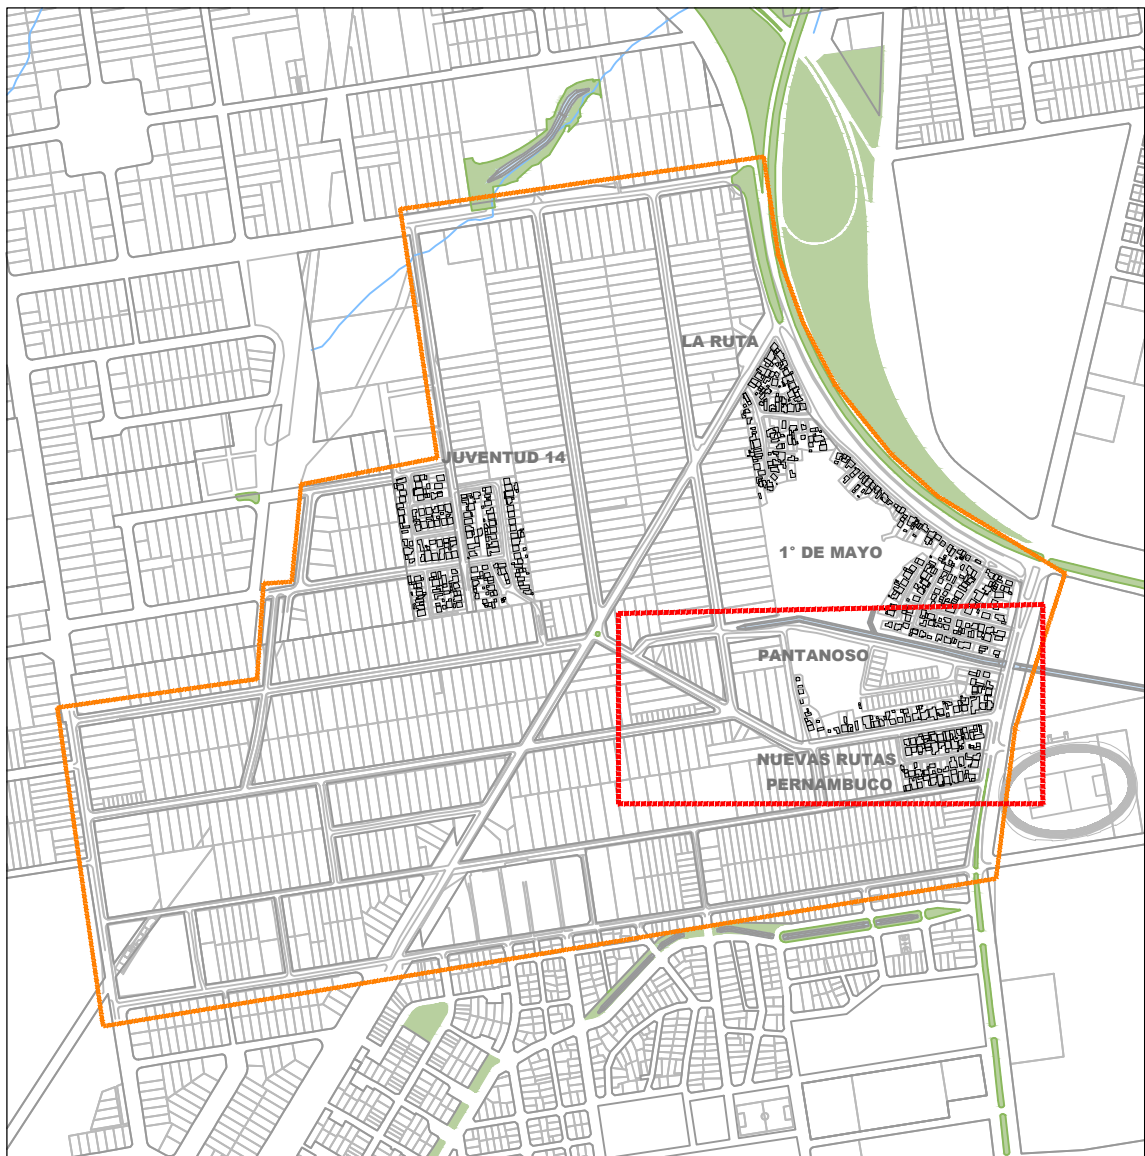 LA RUTA
JUVENTUD 14
1° DE MAYO
PANTANOSO
NUEVAS RUTAS
PERNAMBUCO